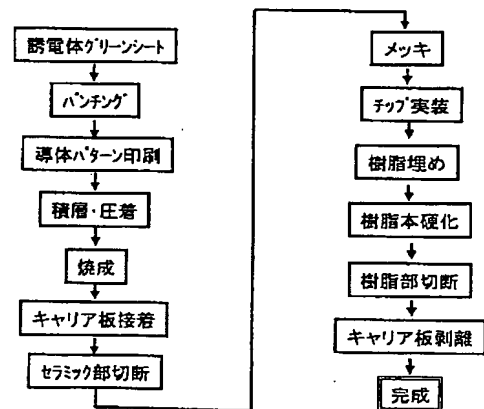 誘電体グリーンシート
パンチング
導体パターン印刷
積層・圧着
焼成
キャリア板接着
セラミック部切断
メッキ
チップ実装
樹脂埋め
樹脂本硬化
樹脂部切断
キャリア板剥離
完成